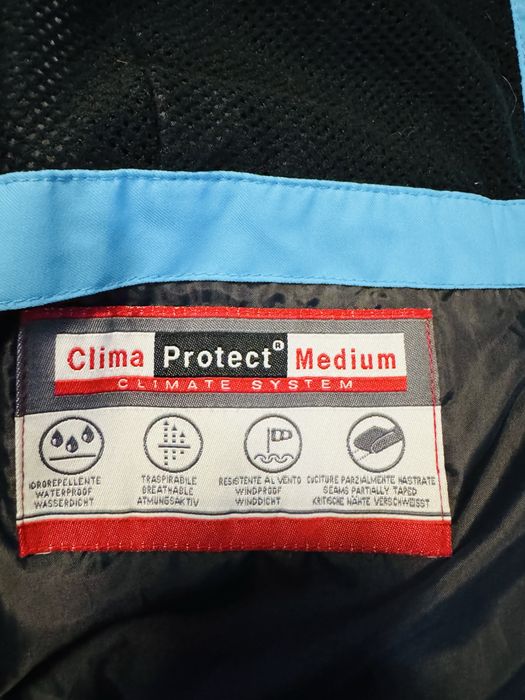 Clima Protect® Medium
CLIMATE SYSTEM
IDROREPELLENTE
WATERPROOF
WASSERDICHT
TRASPIRABILE
BREATHABLE
ATMUNGSAKTIV
RESISTENTE AL VENTO
WINDPROOF
WINDDICHT
CUCITURE PARZIALMENTE NASTRATE
SEAMS PARTIALLY TAPED
KRITISCHE NÄHTE VERSCHWEISST